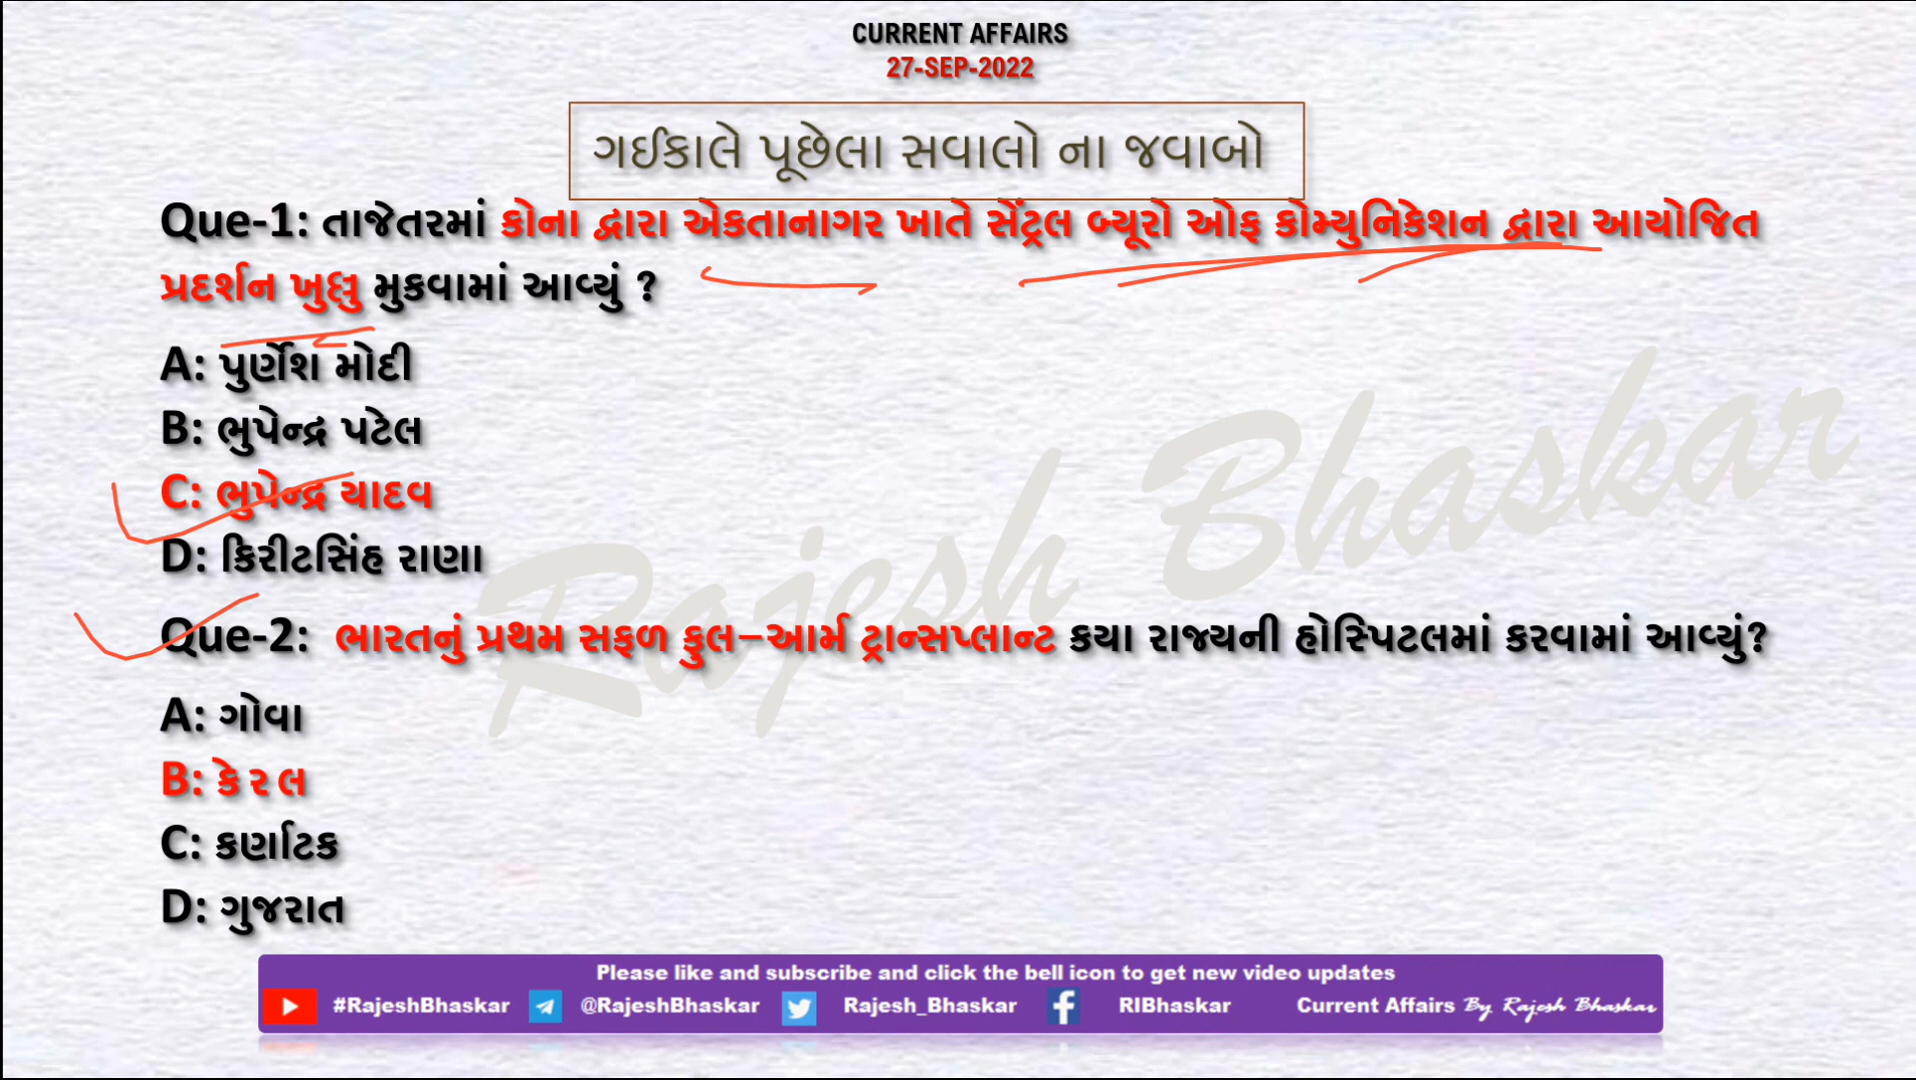 CURRENT AFFAIRS
27-SEP-2022
ગઈકાલે પૂછેલા સવાલો ના જવાબો
Que-1: તાજેતરમાં કોના દ્વારા એકતાનાગર ખાતે સેંટ્રલ બ્યૂરો ઓફ કોમ્યુનિકેશન દ્વારા આયોજિત
પ્રદર્શન ખુલ્લુ મુકવામાં આવ્યું ?
A: પુર્ણેશ મોદી
B: ભુપેન્દ્ર પટેલ
C: ભુપેન્દ્ર યાદવ
D: કિરીટસિંહ રાણા
Que-2: ભારતનું પ્રથમ સફળ ફુલ–આર્મ ટ્રાન્સપ્લાન્ટ કયા રાજ્યની હોસ્પિટલમાં કરવામાં આવ્યું?
A: ગોવા
B: કે ર લ
C: કર્ણાટક
D: ગુજરાત
Rajesh Bhaskar
Please like and subscribe and click the bell icon to get new video updates
#RajeshBhaskar @RajeshBhaskar Rajesh_Bhaskar RIBhaskar Current Affairs By Rajesh Bhaskar